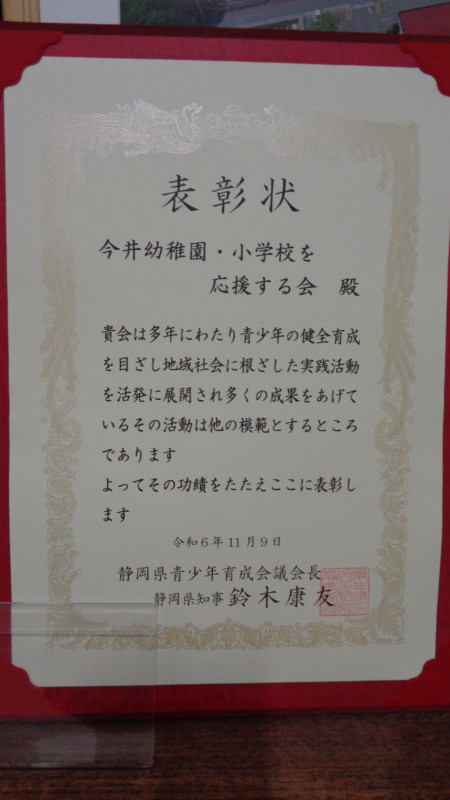 表彰状
今井幼稚園・小学校を
応援する会 殿
貴会は多年にわたり青少年の健全育成
を目ざし地域社会に根ざした実践活動
を活発に展開され多くの成果をあげて
いるその活動は他の模範とするところ
であります
よってその功績をたたえここに表彰し
ます
令和6年11月9日
静岡県青少年育成会議会長
静岡県知事 鈴木康友